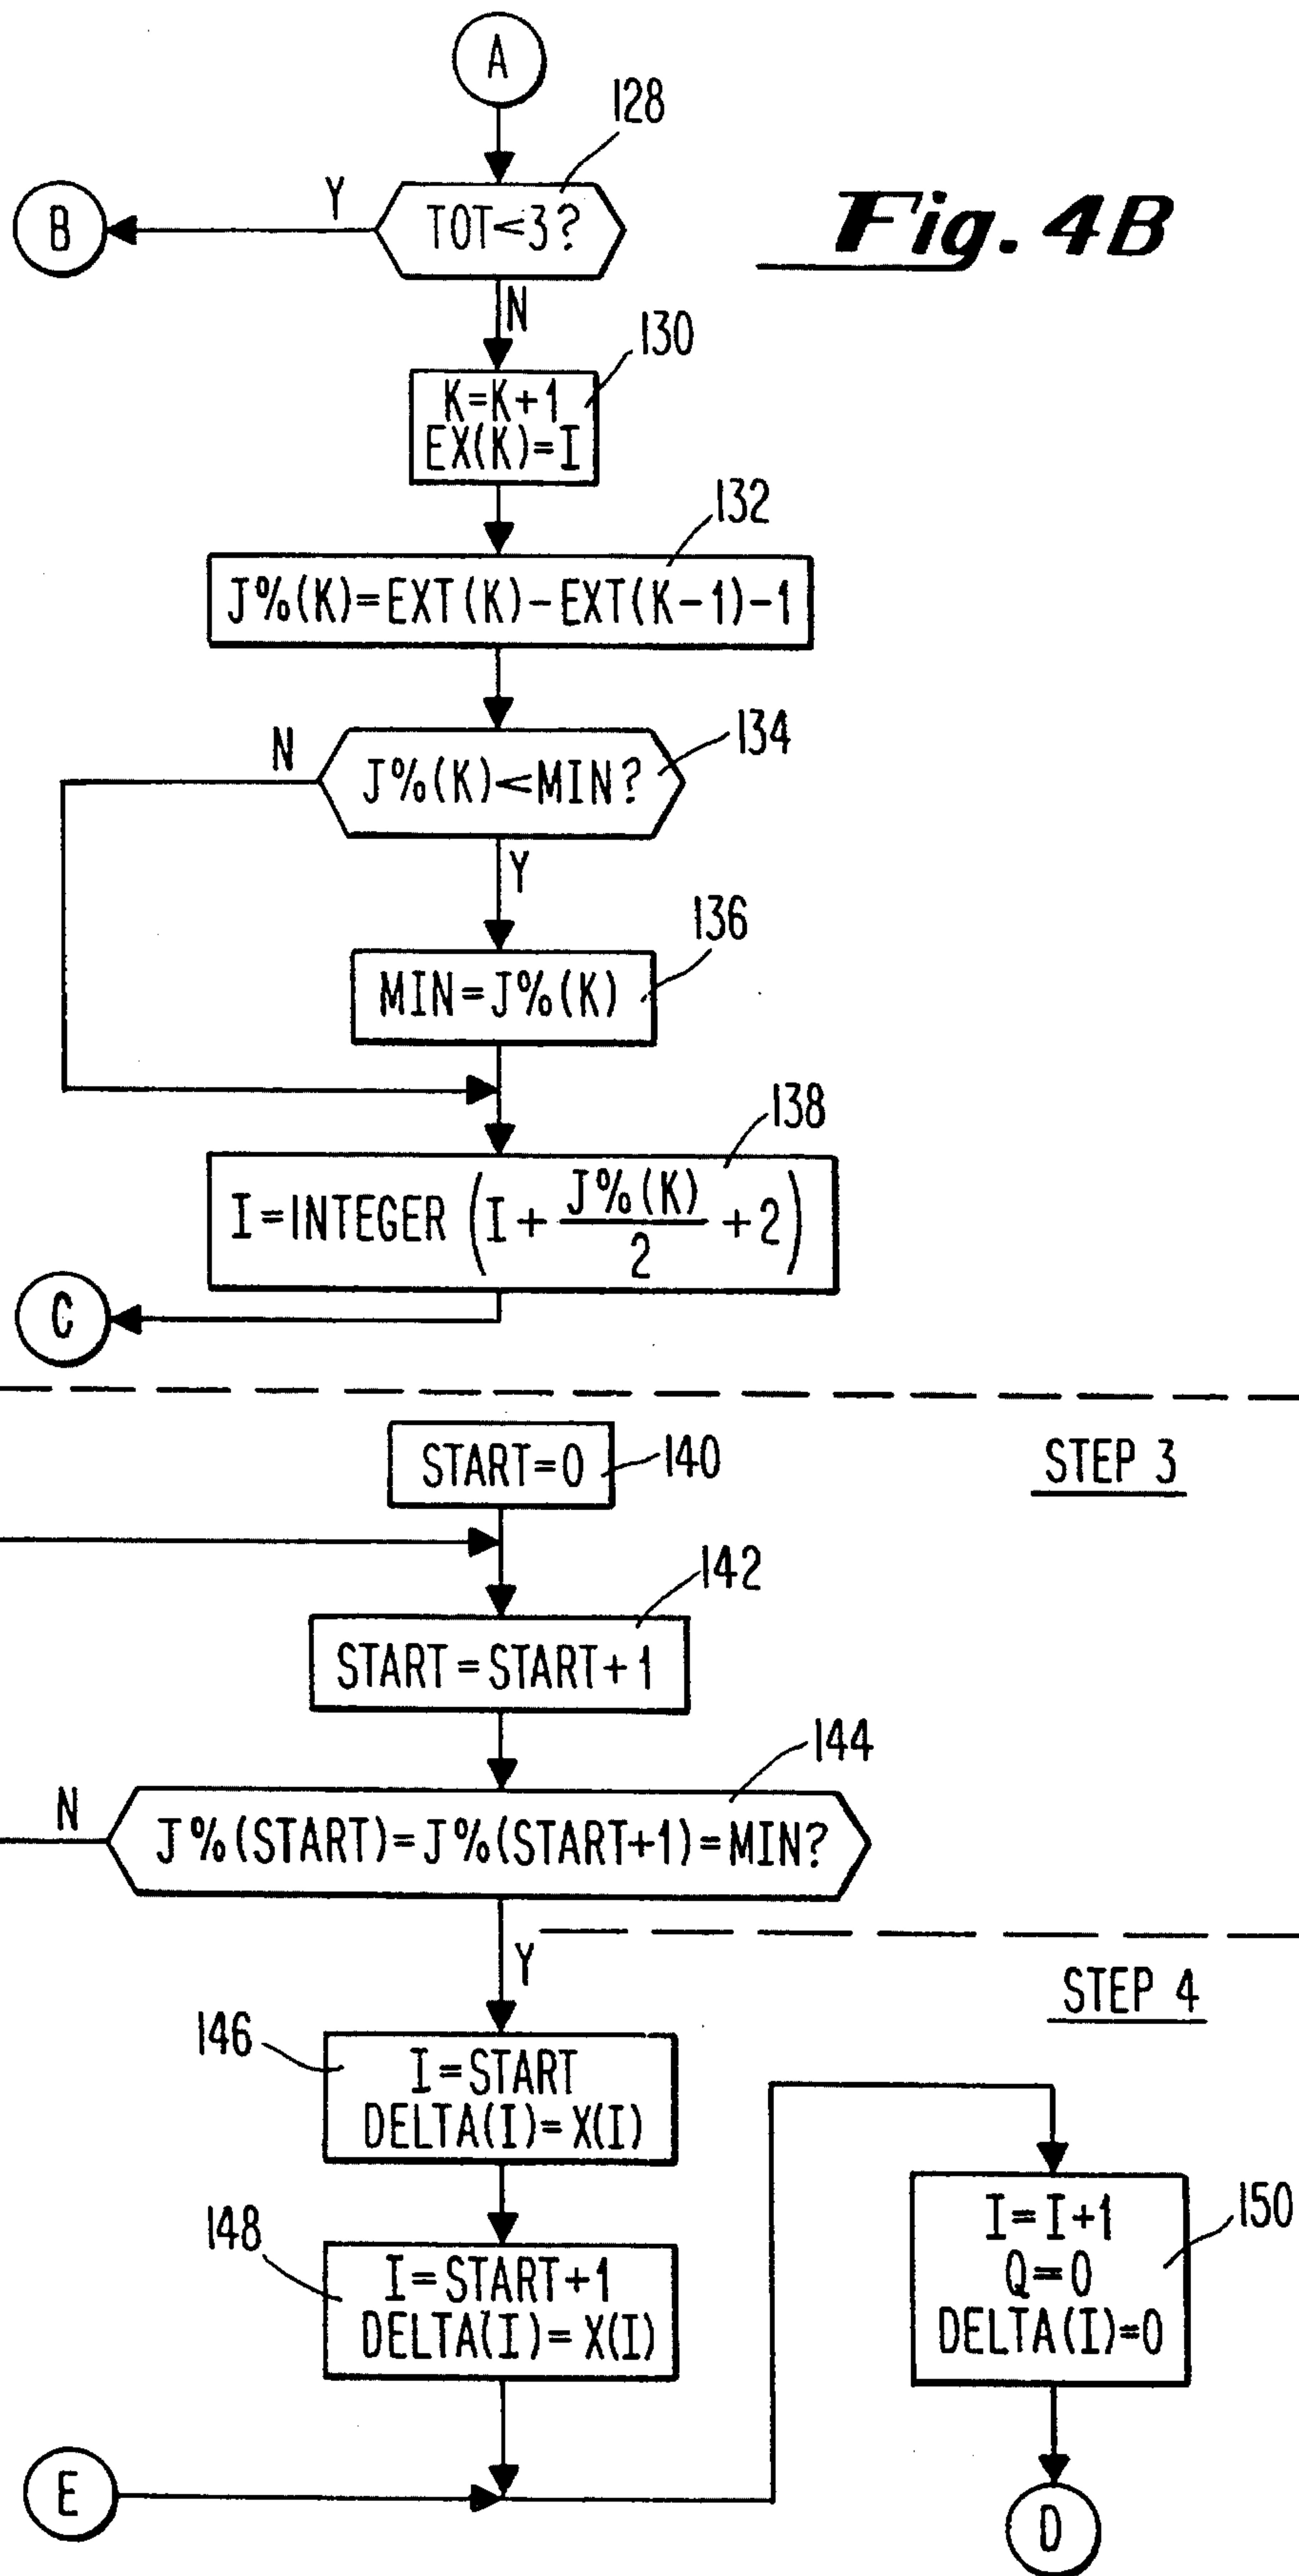 A
128
B
Y
TOT<3?
Fig. 4B
N
130
K=K+1
EX(K)=I
132
J%(K)=EXT(K)-EXT(K-1)-1
N
134
J%(K)<MIN?
Y
136
MIN=J%(K)
138
I=INTEGER (I + J%(K)/2 +2)
C
START=0
140
STEP 3
142
START=START+1
144
N
J%(START)=J%(START+1)=MIN?
Y
STEP 4
146
I=START
DELTA(I)=X(I)
148
I=START+1
DELTA(I)=X(I)
I=I+1
Q=0
DELTA(I)=0
150
E
D